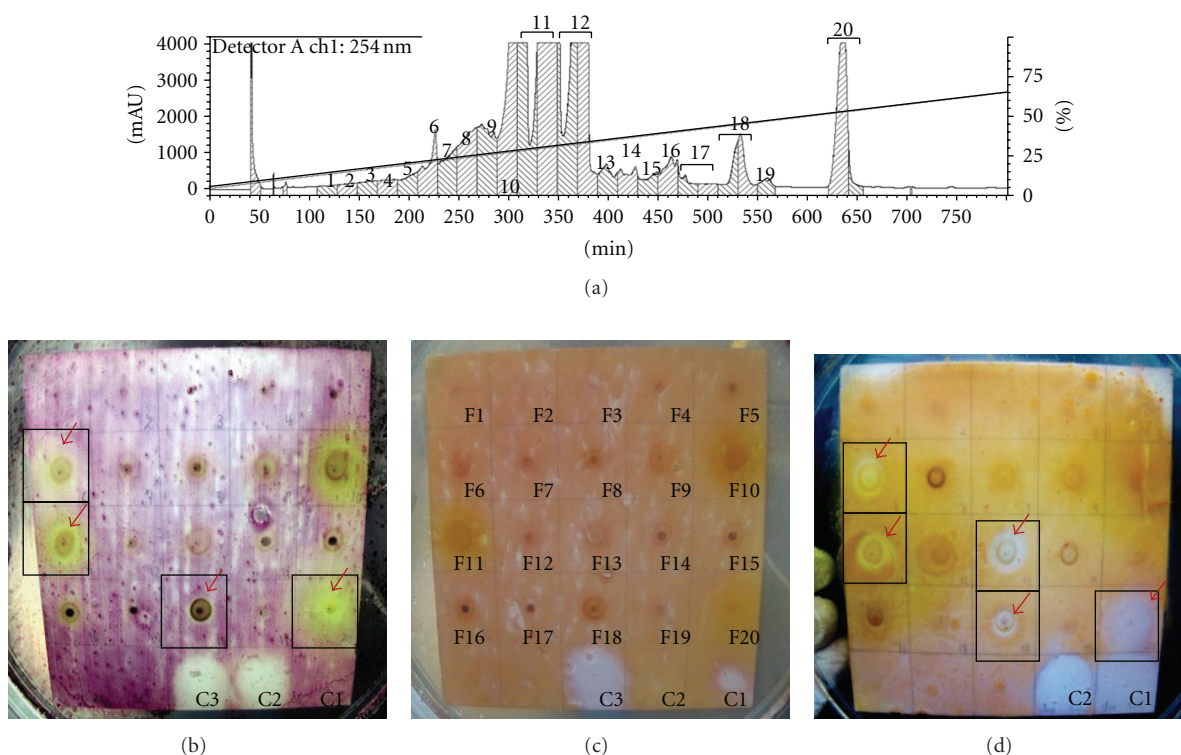 11 12 20
4000
Detector A ch1: 254 nm
3000
2000
1000
0
(mAU)
6 7 8 9
1 2 3 4 5 10 13 14 15 16 17 18 19
75
50
25
0
(%)
0 50 100 150 200 250 300 350 400 450 500 550 600 650 700 750
(min)
(a)
C3 C2 C1
(b)
F1 F2 F3 F4 F5
F6 F7 F8 F9 F10
F11 F12 F13 F14 F15
F16 F17 F18 F19 F20
C3 C2 C1
(c)
C2 C1
(d)